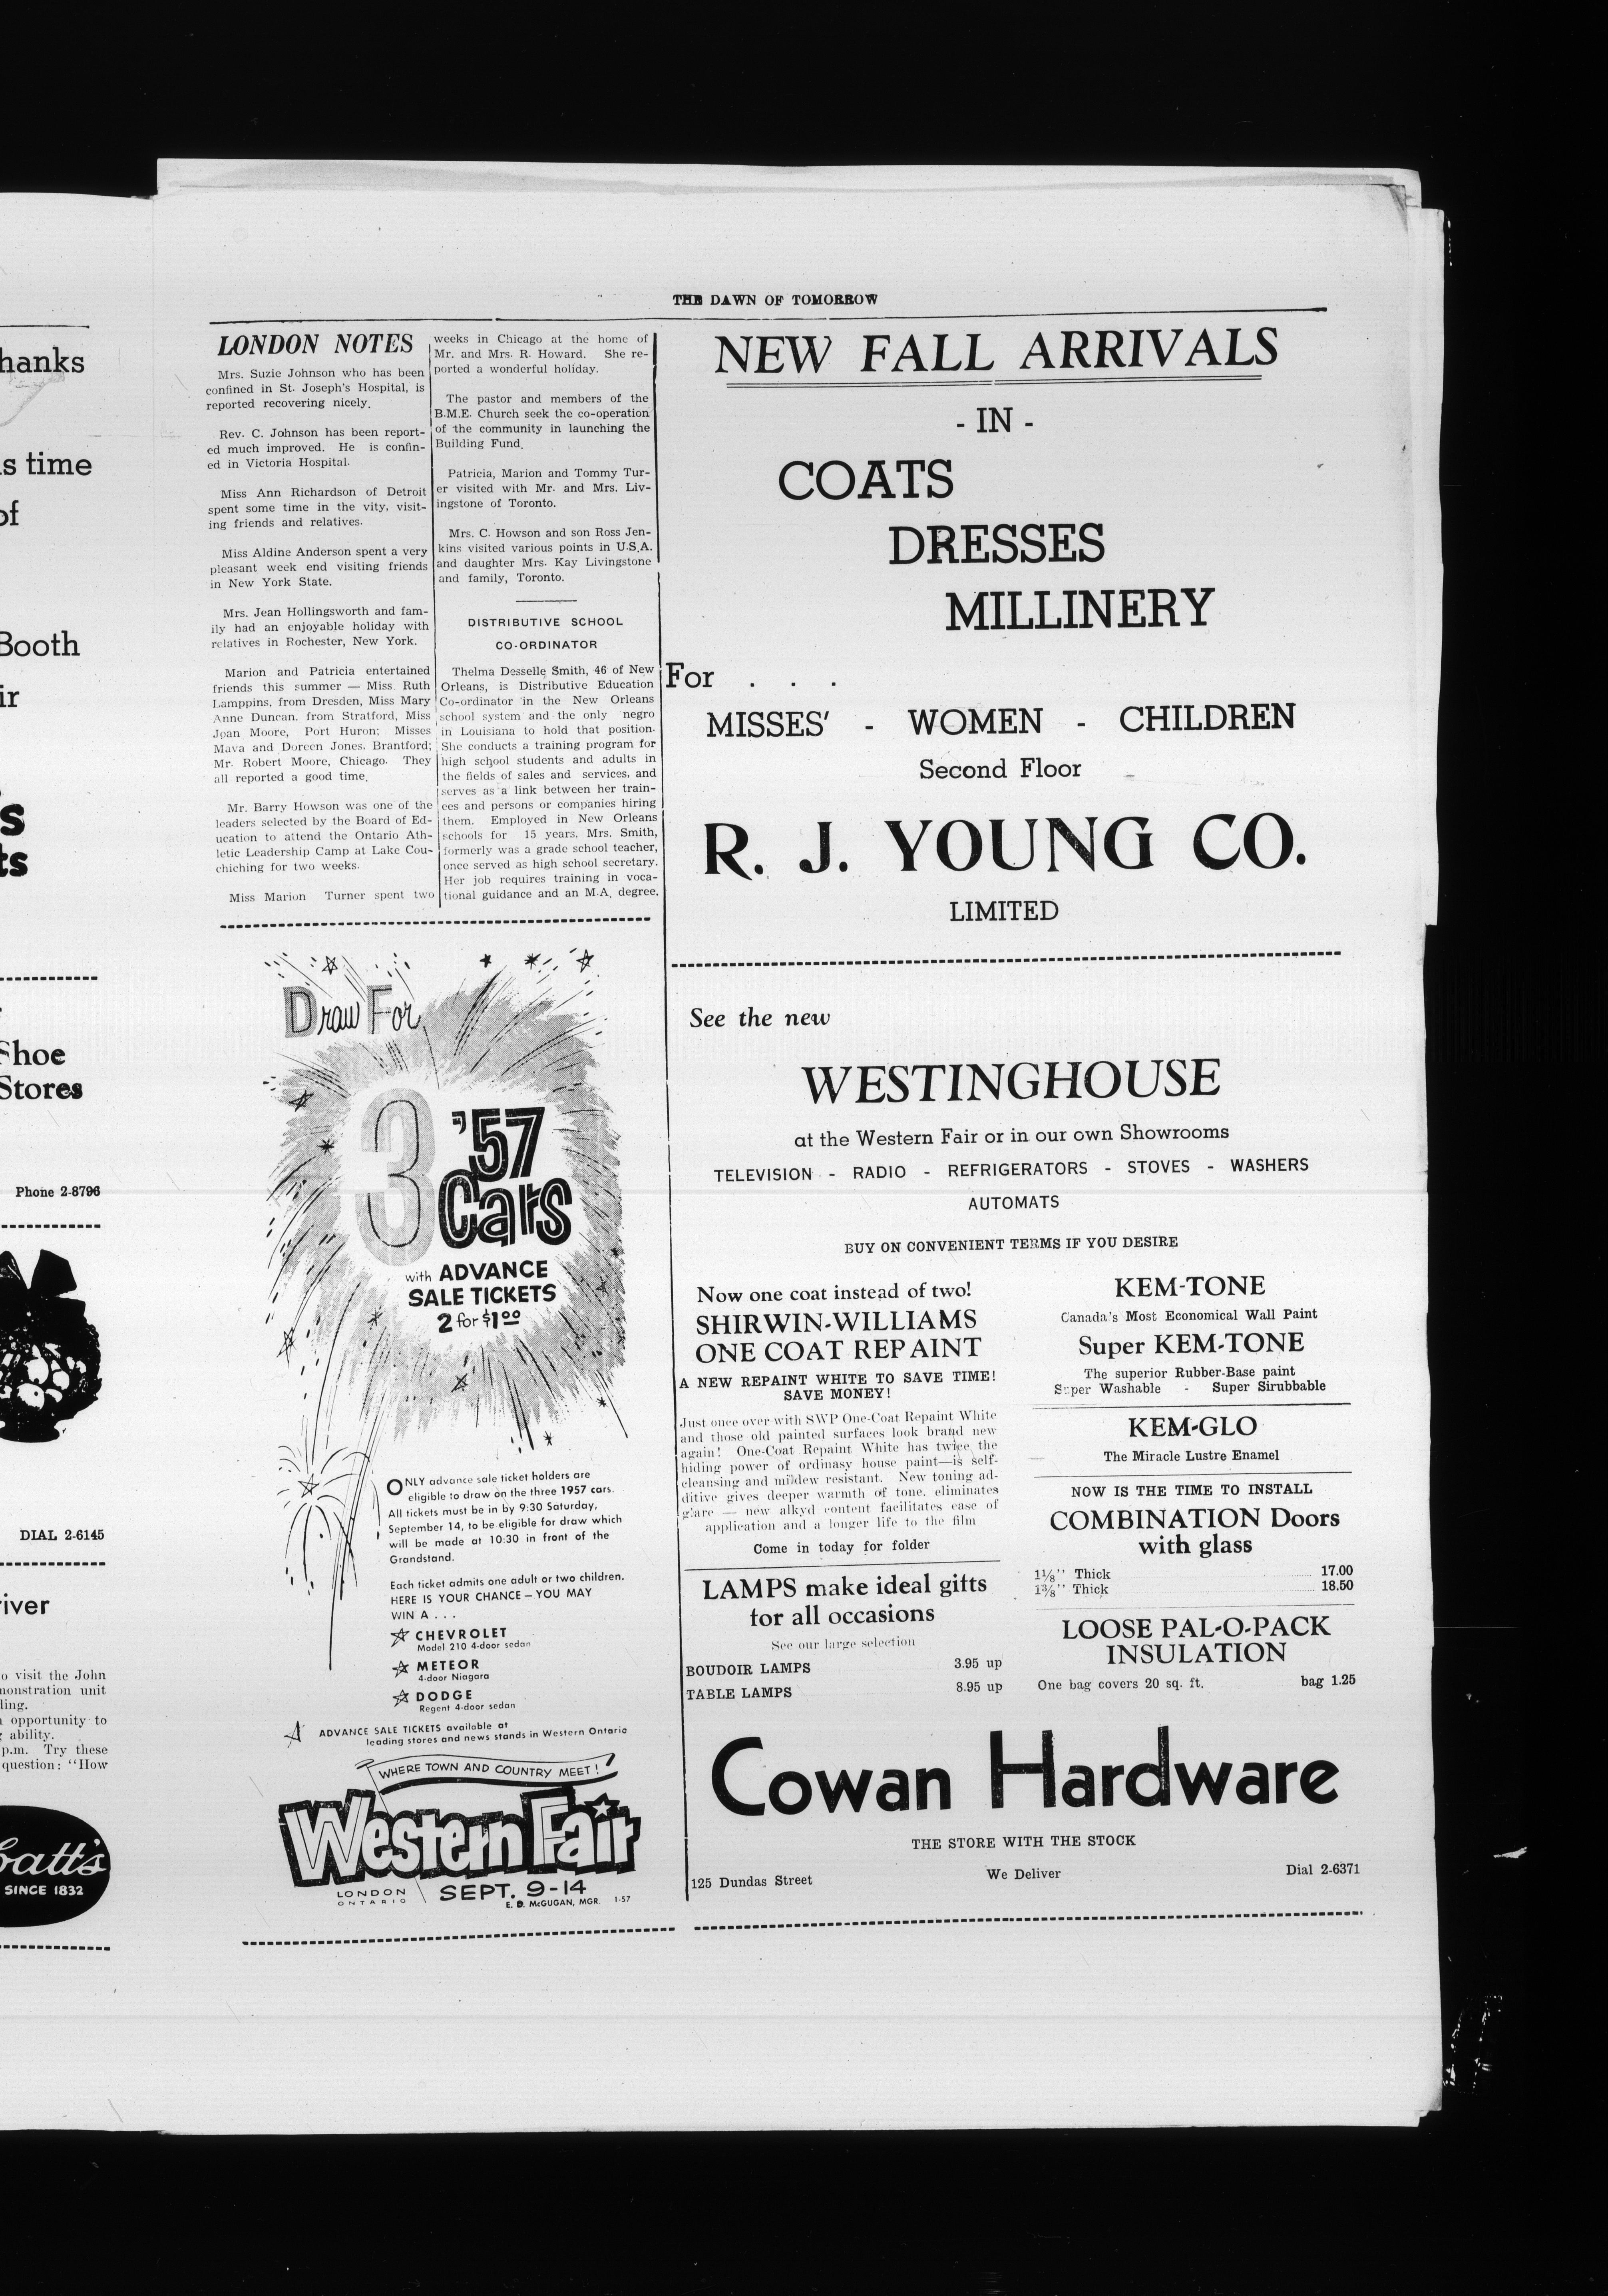 hanks
s time
of
Booth
ir
s
ts
Shoe
Stores
Phone 2-8796
DIAL 2-6145
river
o visit the John
monstration unit
ling.
opportunity to
ability.
p.m. Try these
question: "How
batt's
SINCE 1832
THE DAWN OF TOMORROW
LONDON NOTES
Mrs. Suzie Johnson who has been
confined in St. Joseph's Hospital, is
reported recovering nicely.
Rev. C. Johnson has been report-
ed much improved. He is confin-
ed in Victoria Hospital.
Miss Ann Richardson of Detroit
spent some time in the vity, visit-
ing friends and relatives.
Miss Aldine Anderson spent a very
pleasant week end visiting friends
in New York State.
Mrs. Jean Hollingsworth and fam-
ily had an enjoyable holiday with
relatives in Rochester, New York.
Marion and Patricia entertained
friends this summer — Miss Ruth
Lamppins, from Dresden, Miss Mary
Anne Duncan, from Stratford, Miss
Joan Moore, Port Huron; Misses
Mava and Doreen Jones, Brantford;
Mr. Robert Moore, Chicago. They
all reported a good time.
Mr. Barry Howson was one of the
leaders selected by the Board of Ed-
ucation to attend the Ontario Ath-
letic Leadership Camp at Lake Cou-
chiching for two weeks.
Miss Marion Turner spent two
weeks in Chicago at the home of
Mr. and Mrs. R. Howard. She re-
ported a wonderful holiday.
The pastor and members of the
B.M.E. Church seek the co-operation
of the community in launching the
Building Fund.
Patricia, Marion and Tommy Tur-
er visited with Mr. and Mrs. Liv-
ingstone of Toronto.
Mrs. C. Howson and son Ross Jen-
kins visited various points in U.S.A.
and daughter Mrs. Kay Livingstone
and family, Toronto.
DISTRIBUTIVE SCHOOL
CO-ORDINATOR
Thelma Desselle Smith, 46 of New
Orleans, is Distributive Education
Co-ordinator in the New Orleans
school system and the only negro
in Louisiana to hold that position.
She conducts a training program for
high school students and adults in
the fields of sales and services, and
serves as a link between her train-
ees and persons or companies hiring
them. Employed in New Orleans
schools for 15 years, Mrs. Smith,
formerly was a grade school teacher,
once served as high school secretary.
Her job requires training in voca-
tional guidance and an M.A. degree.
Draw For
3 '57
Cars
with ADVANCE
SALE TICKETS
2 for $1.00
ONLY advance sale ticket holders are
eligible to draw on the three 1957 cars.
All tickets must be in by 9:30 Saturday,
September 14, to be eligible for draw which
will be made at 10:30 in front of the
Grandstand.
Each ticket admits one adult or two children.
HERE IS YOUR CHANCE — YOU MAY
WIN A . . .
CHEVROLET
Model 210 4-door sedan
METEOR
4-door Niagara
DODGE
Regent 4-door sedan
ADVANCE SALE TICKETS available at
leading stores and news stands in Western Ontario
WHERE TOWN AND COUNTRY MEET!
Western Fair
LONDON
ONTARIO
SEPT. 9-14
E. D. McGUGAN, MGR. 1-57
NEW FALL ARRIVALS
- IN -
COATS
DRESSES
MILLINERY
For . . .
MISSES' - WOMEN - CHILDREN
Second Floor
R. J. YOUNG CO.
LIMITED
See the new
WESTINGHOUSE
at the Western Fair or in our own Showrooms
TELEVISION - RADIO - REFRIGERATORS - STOVES - WASHERS
AUTOMATS
BUY ON CONVENIENT TERMS IF YOU DESIRE
Now one coat instead of two!
SHIRWIN-WILLIAMS
ONE COAT REPAINT
A NEW REPAINT WHITE TO SAVE TIME!
SAVE MONEY!
Just once over with SWP One-Coat Repaint White
and those old painted surfaces look brand new
again! One-Coat Repaint White has twice the
hiding power of ordinasy house paint—is self-
cleansing and mildew resistant. New toning ad-
ditive gives deeper warmth of tone, eliminates
glare — new alkyd content facilitates ease of
application and a longer life to the film
Come in today for folder
LAMPS make ideal gifts
for all occasions
See our large selection
BOUDOIR LAMPS 3.95 up
TABLE LAMPS 8.95 up
KEM-TONE
Canada's Most Economical Wall Paint
Super KEM-TONE
The superior Rubber-Base paint
Super Washable - Super Sirubbable
KEM-GLO
The Miracle Lustre Enamel
NOW IS THE TIME TO INSTALL
COMBINATION Doors
with glass
1⅛" Thick 17.00
1⅜" Thick 18.50
LOOSE PAL-O-PACK
INSULATION
One bag covers 20 sq. ft. bag 1.25
Cowan Hardware
THE STORE WITH THE STOCK
125 Dundas Street We Deliver Dial 2-6371